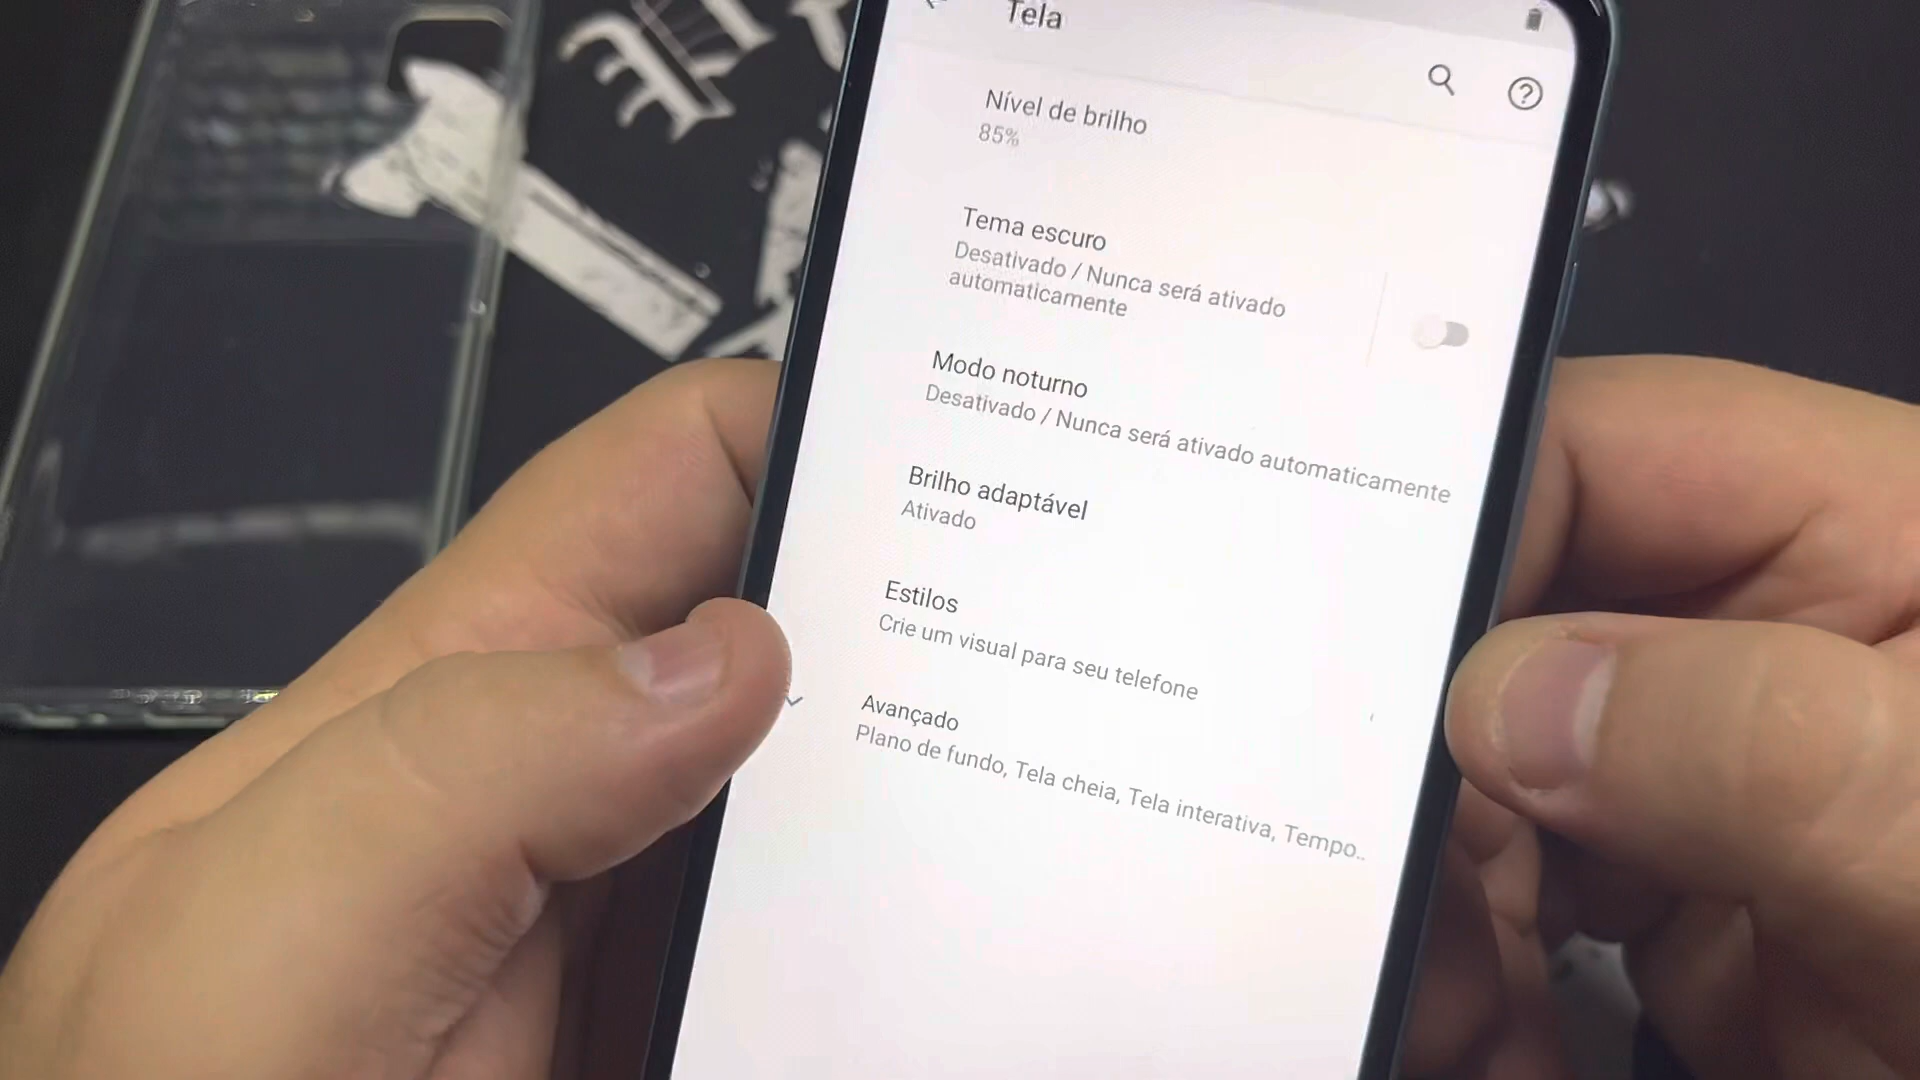 Tela
Nível de brilho
85%
Tema escuro
Desativado / Nunca será ativado
automaticamente
Modo noturno
Desativado / Nunca será ativado automaticamente
Brilho adaptável
Ativado
Estilos
Crie um visual para seu telefone
Avançado
Plano de fundo, Tela cheia, Tela interativa, Tempo..